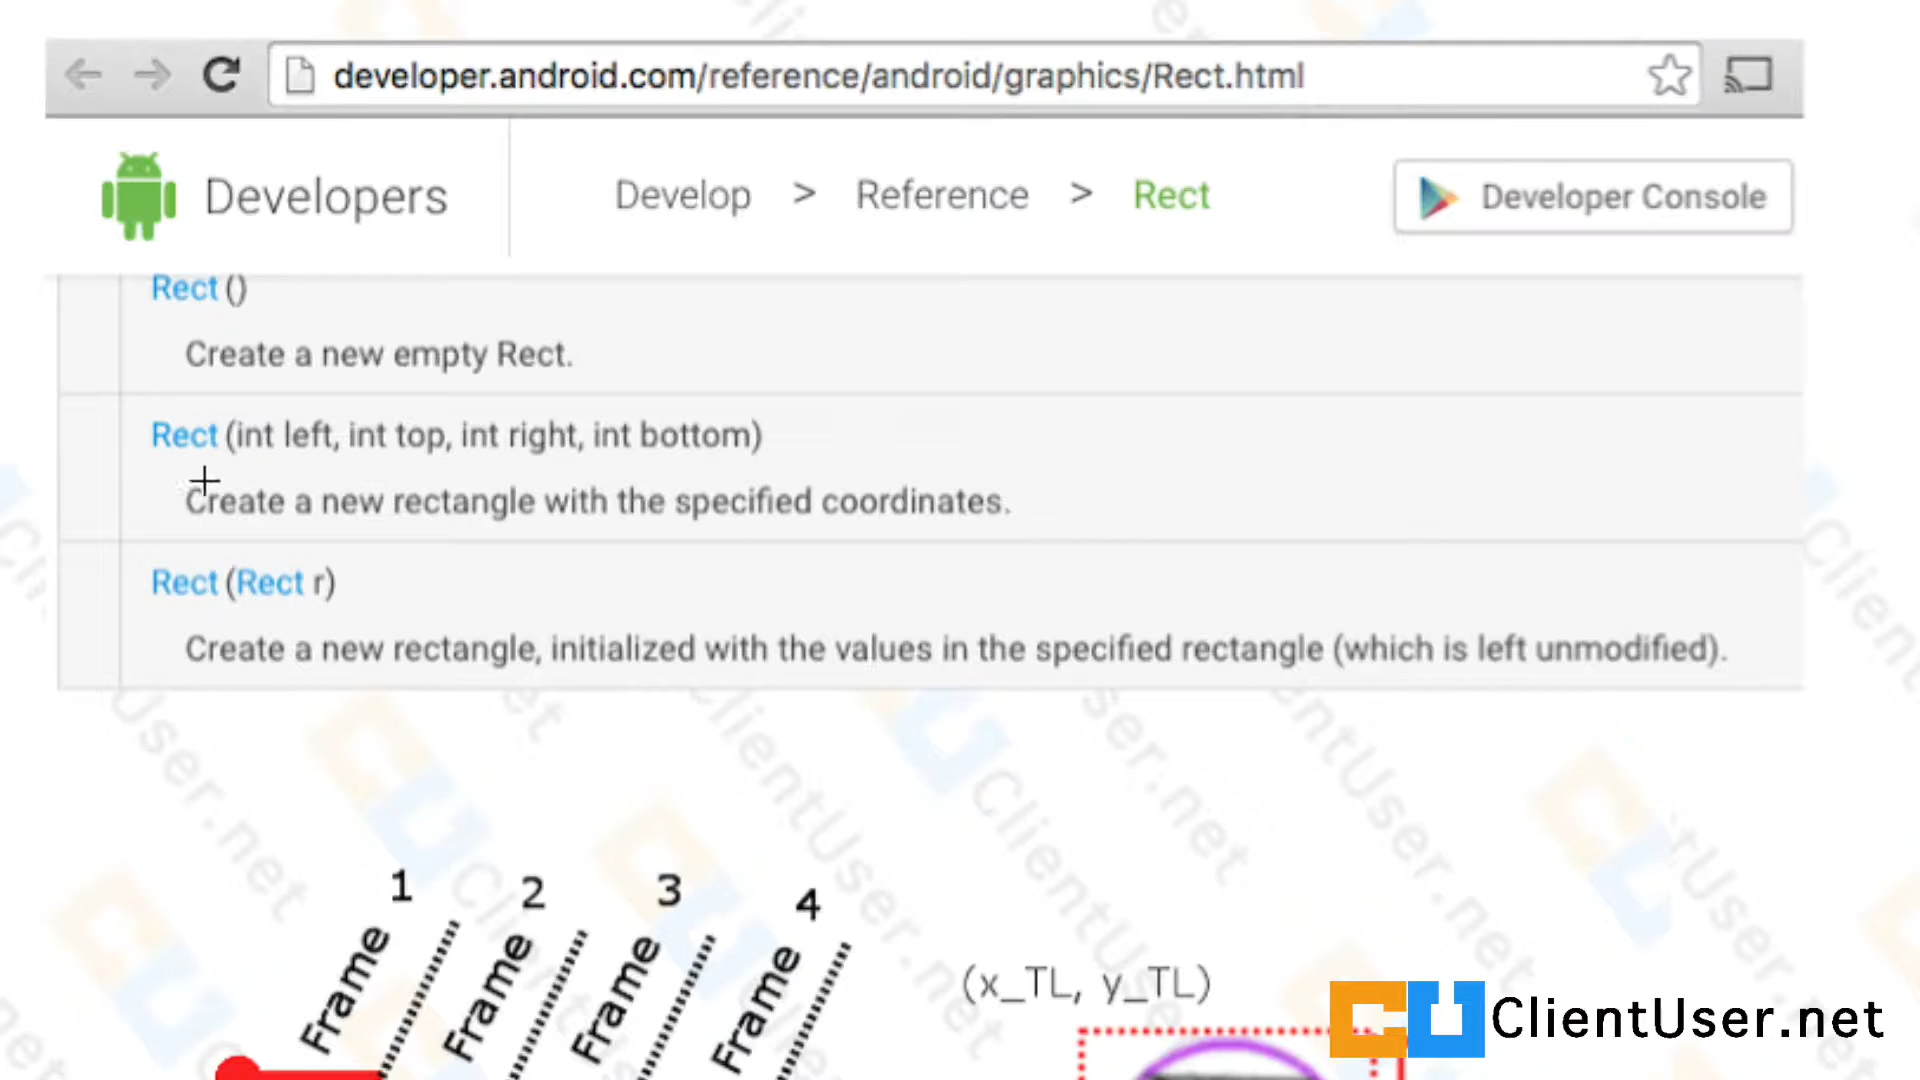 developer.android.com/reference/android/graphics/Rect.html
Developers
Develop > Reference > Rect
Developer Console
Rect ()
Create a new empty Rect.
Rect (int left, int top, int right, int bottom)
Create a new rectangle with the specified coordinates.
Rect (Rect r)
Create a new rectangle, initialized with the values in the specified rectangle (which is left unmodified).
Frame 1
Frame 2
Frame 3
Frame 4
(x_TL, y_TL)
ClientUser.net